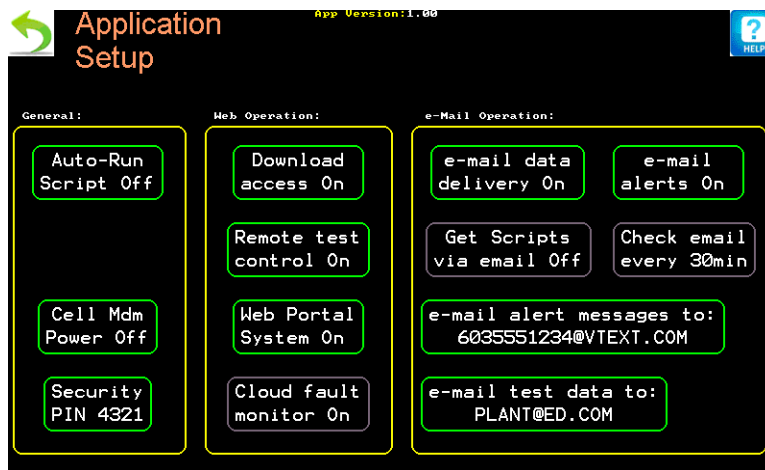 App Version:1.00
Application
Setup
?
HELP
General:
Auto-Run
Script Off
Cell Mdm
Power Off
Security
PIN 4321
Web Operation:
Download
access On
Remote test
control On
Web Portal
System On
Cloud fault
monitor On
e-Mail Operation:
e-mail data
delivery On
e-mail
alerts On
Get Scripts
via email Off
Check email
every 30min
e-mail alert messages to:
6035551234@VTEXT.COM
e-mail test data to:
PLANT@ED.COM